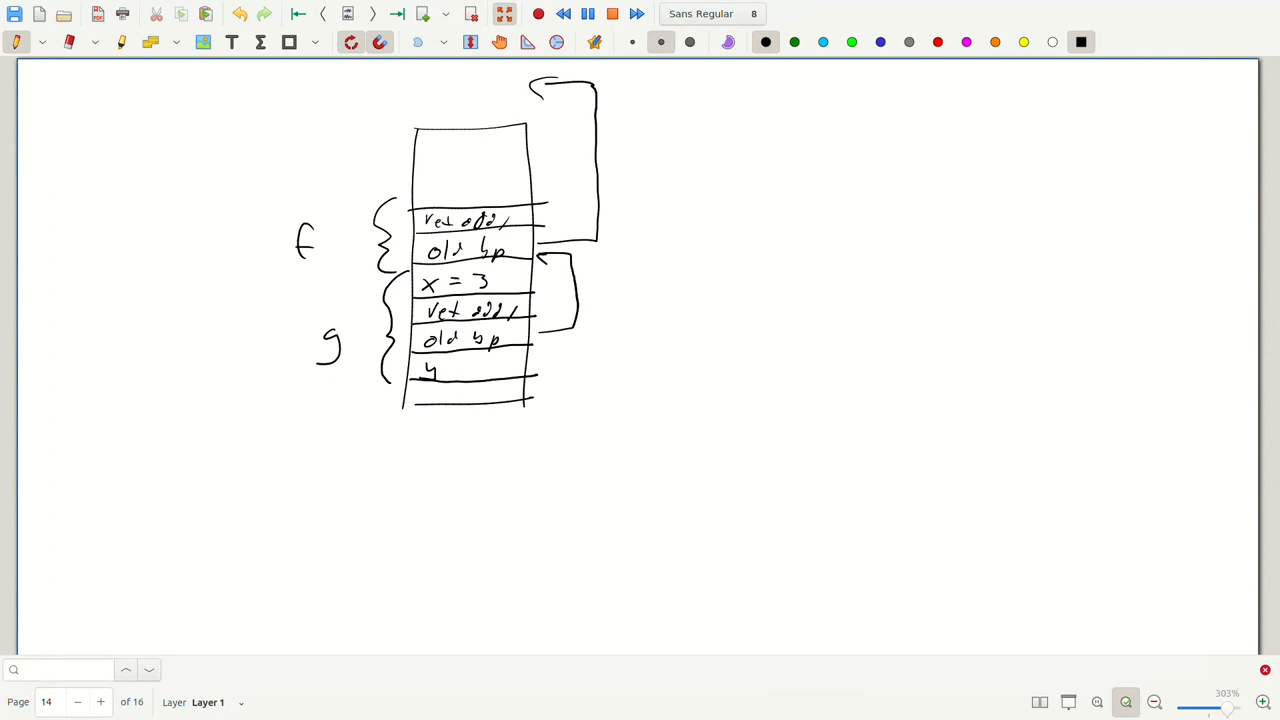 Sans Regular 8
ret addr
f
old bp
x = 3
ret addr
g
old bp
y
303%
Page 14 of 16 Layer Layer 1